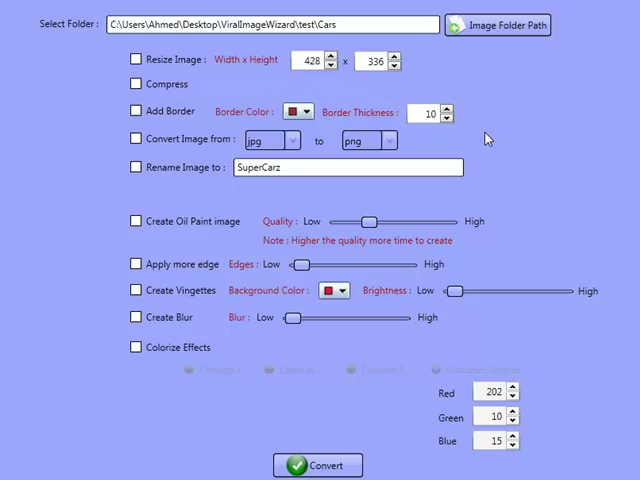 Select Folder : C:\Users\Ahmed\Desktop\ViralImageWizard\test\Cars Image Folder Path
Resize Image : Width x Height 428 x 336
Compress
Add Border Border Color : Border Thickness : 10
Convert Image from : jpg to png
Rename Image to : SuperCarz
Create Oil Paint image Quality : Low High
Note : Higher the quality more time to create
Apply more edge Edges : Low High
Create Vingettes Background Color : Brightness : Low High
Create Blur Blur : Low High
Colorize Effects
Red 202
Green 10
Blue 15
Convert